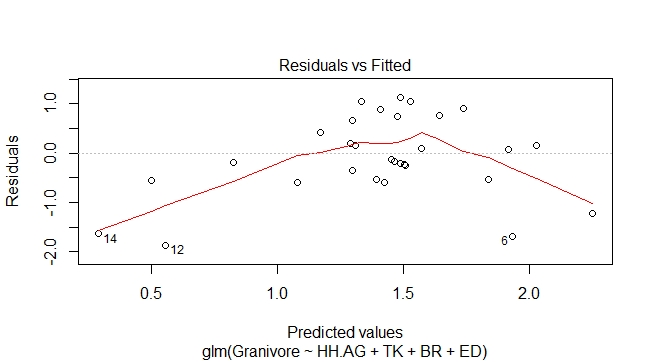 Residuals vs Fitted
Residuals
1.0
0.0
-1.0
-2.0
14
12
6
0.5
1.0
1.5
2.0
Predicted values
glm(Granivore ~ HH.AG + TK + BR + ED)